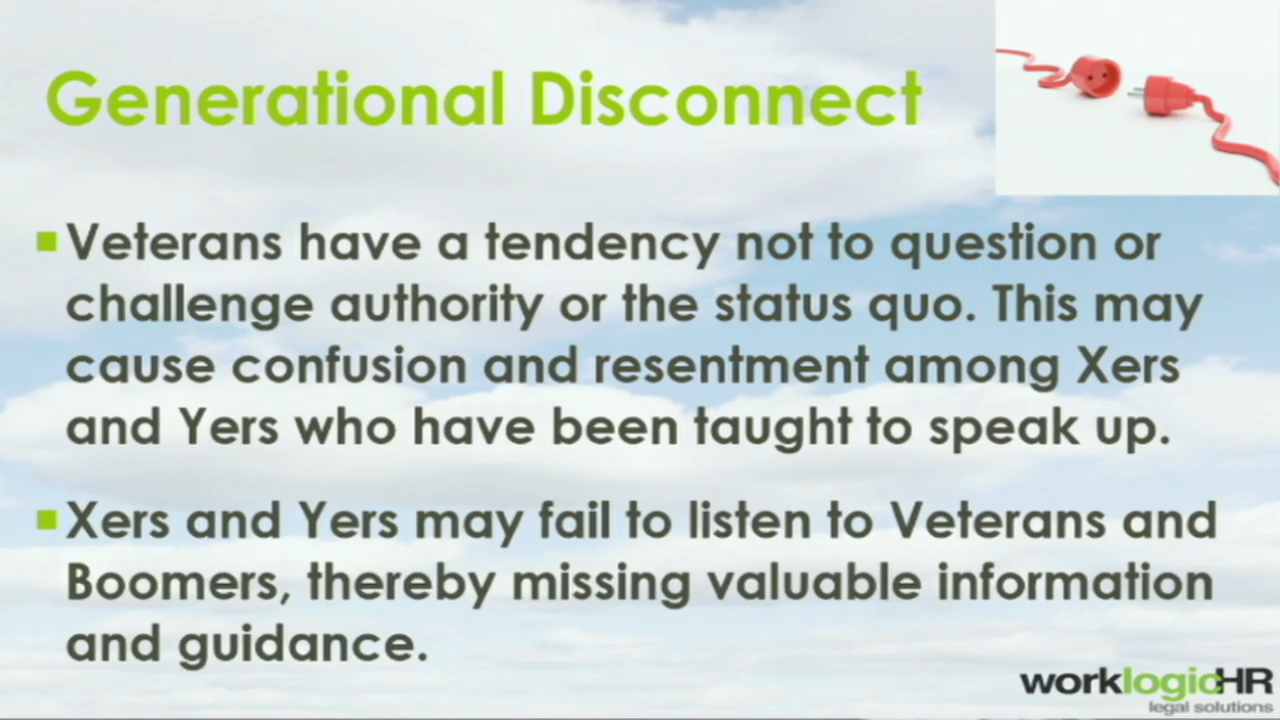 Generational Disconnect
Veterans have a tendency not to question or
challenge authority or the status quo. This may
cause confusion and resentment among Xers
and Yers who have been taught to speak up.
Xers and Yers may fail to listen to Veterans and
Boomers, thereby missing valuable information
and guidance.
worklogicHR
legal solutions